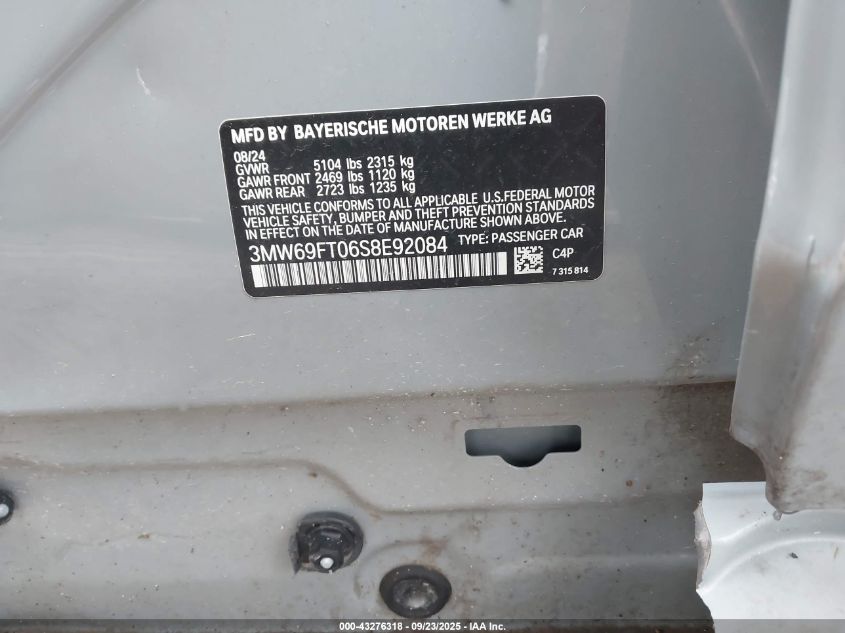 MFD BY BAYERISCHE MOTOREN WERKE AG
08/24
GVWR 5104 lbs 2315 kg
GAWR FRONT 2469 lbs 1120 kg
GAWR REAR 2723 lbs 1235 kg
THIS VEHICLE CONFORMS TO ALL APPLICABLE U.S.FEDERAL MOTOR
VEHICLE SAFETY, BUMPER AND THEFT PREVENTION STANDARDS
IN EFFECT ON THE DATE OF MANUFACTURE SHOWN ABOVE.
3MW69FT06S8E92084 TYPE: PASSENGER CAR
C4P
7 315 814
000-43276318 - 09/23/2025 - IAA Inc.